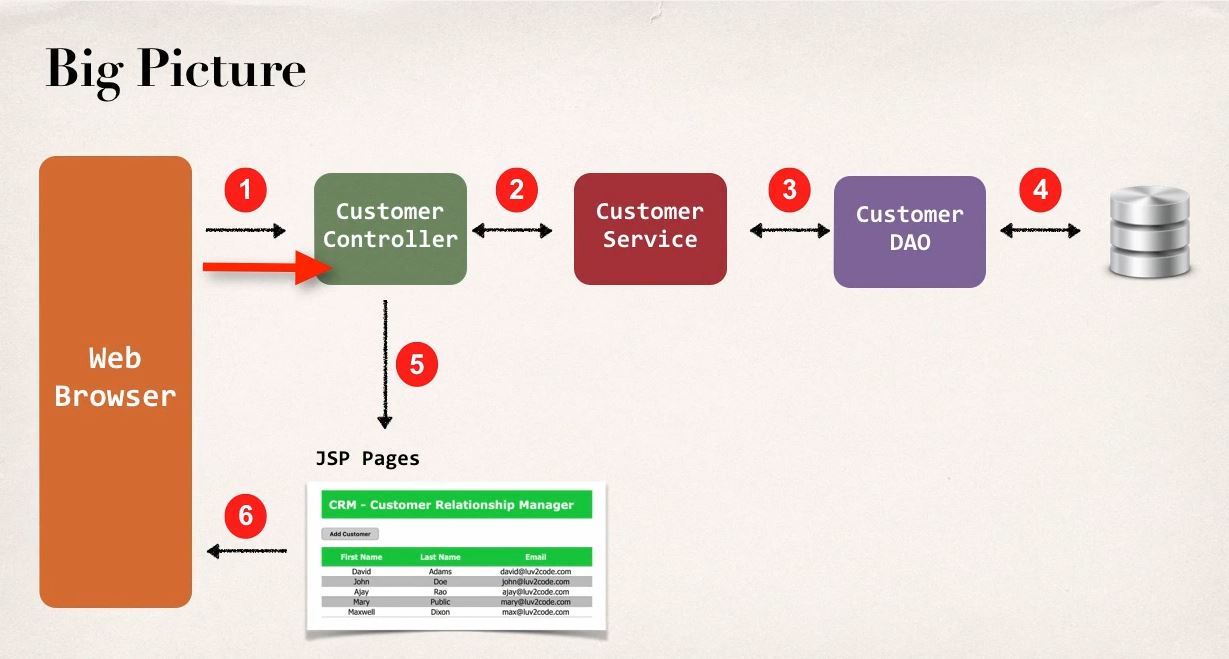 Big Picture
1
2
3
4
Customer
Controller
Customer
Service
Customer
DAO
Web
Browser
5
JSP Pages
6
CRM - Customer Relationship Manager
Add Customer
First Name Last Name Email
David Adams david@luv2code.com
John Doe john@luv2code.com
Ajay Rao ajay@luv2code.com
Mary Public mary@luv2code.com
Maxwell Dixon max@luv2code.com